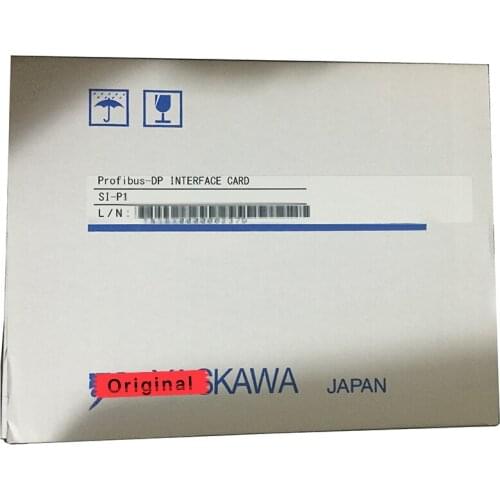 Profibus-DP INTERFACE CARD
SI-P1
L/N:
Original SKAWA JAPAN